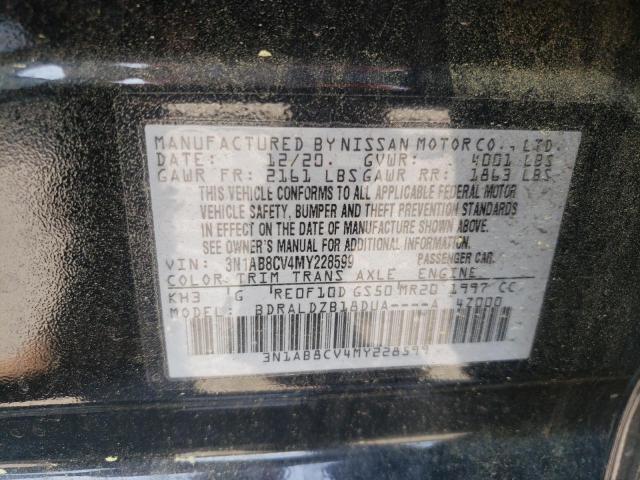 MANUFACTURED BY NISSAN MOTOR CO., LTD.
DATE: 12/20. GVWR: 4001 LBS
GAWR FR: 2161 LBS GAWR RR: 1863 LBS
THIS VEHICLE CONFORMS TO ALL APPLICABLE FEDERAL MOTOR
VEHICLE SAFETY, BUMPER AND THEFT PREVENTION STANDARDS
IN EFFECT ON THE DATE OF MANUFACTURE SHOWN ABOVE.
SEE OWNER'S MANUAL FOR ADDITIONAL INFORMATION.
VIN: 3N1AB8CV4MY228599 PASSENGER CAR
COLOR: TRIM TRANS AXLE ENGINE
KH3 G RE0F10D GS50 MR20 1997 CC
MODEL: BDRALDZB18DUA----A 4Z000
3N1AB8CV4MY228599